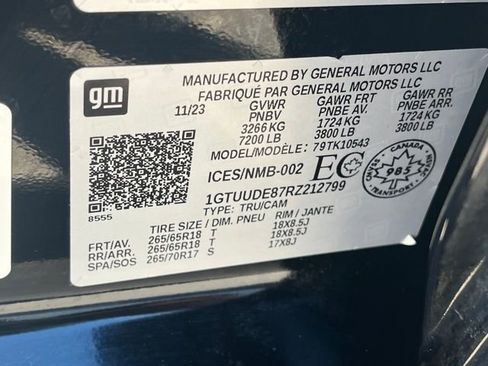 gm
MANUFACTURED BY GENERAL MOTORS LLC
FABRIQUÉ PAR GENERAL MOTORS LLC
11/23 GVWR GAWR FRT GAWR RR
PNBV PNBE AV. PNBE ARR.
3266 KG 1724 KG 1724 KG
7200 LB 3800 LB 3800 LB
MODEL/MODÈLE: 79TK10543
ICES/NMB-002 EC CANADA 985 TRANSPORT
1GTUUDE87RZ212799
8555
TYPE: TRU/CAM
TIRE SIZE / DIM. PNEU RIM / JANTE
FRT/AV. 265/65R18 T 18X8.5J
RR/ARR. 265/65R18 T 18X8.5J
SPA/SOS 265/70R17 S 17X8J